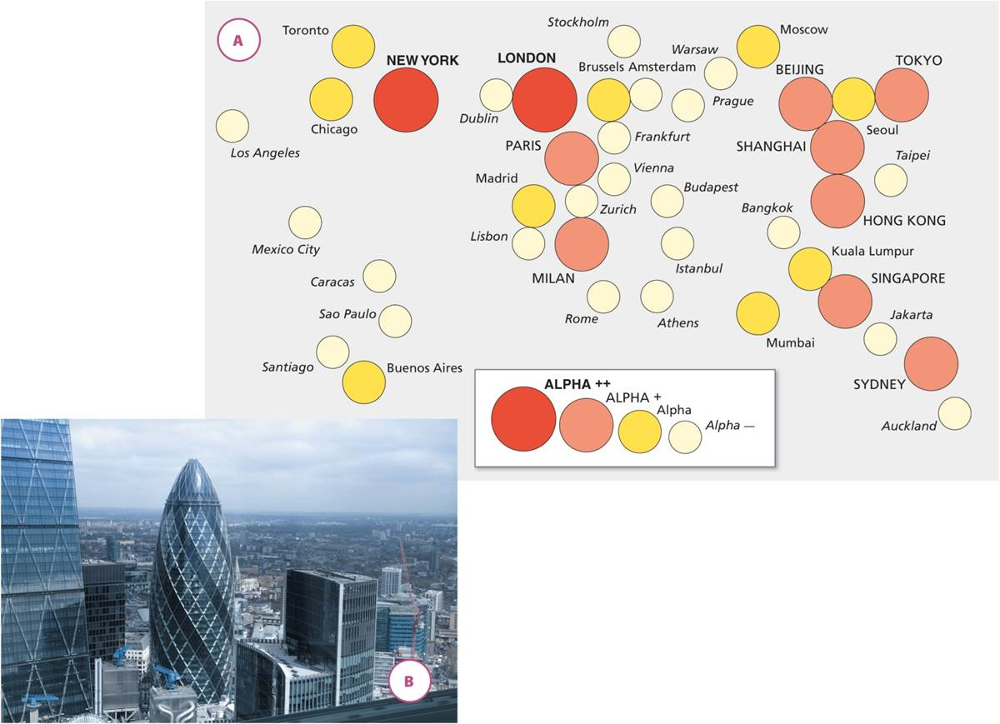 A
Toronto
NEW YORK
Chicago
Los Angeles
Mexico City
Caracas
Sao Paulo
Santiago
Buenos Aires
Stockholm
LONDON
Brussels Amsterdam
Dublin
Warsaw
Prague
PARIS
Frankfurt
Vienna
Madrid
Zurich
Budapest
Lisbon
Istanbul
MILAN
Rome
Athens
Moscow
BEIJING
TOKYO
Seoul
SHANGHAI
Taipei
Bangkok
HONG KONG
Kuala Lumpur
SINGAPORE
Mumbai
Jakarta
SYDNEY
Auckland
ALPHA ++
ALPHA +
Alpha
Alpha —
B